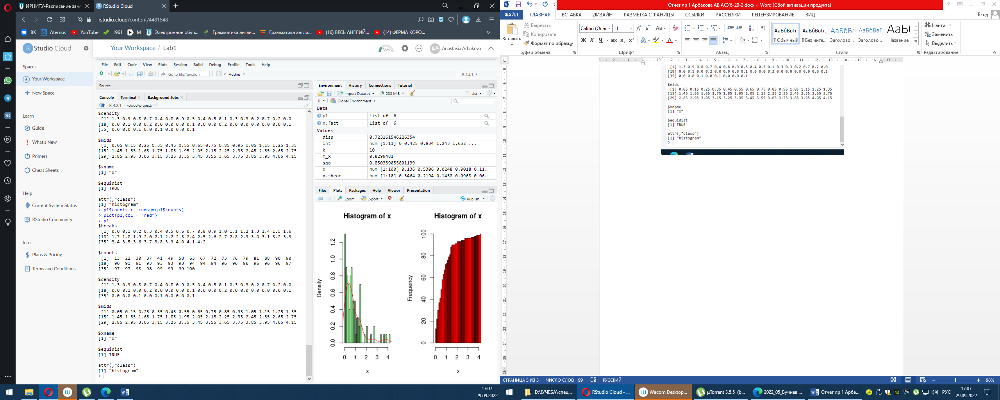 ИРНИТУ-Расписание заня
RStudio Cloud
rstudio.cloud/content/4481548
ВК
Aternos
YouTube
1961
М
Электронное обуч...
Грамматика англи...
Грамматика англи...
(16) ВЕСЬ АНГЛИЙ...
(14) ФЕРМА КОРО...
»
R Studio Cloud
Your Workspace / Lab1
RAM
AA Anastasia Arbakova
Spaces
Your Workspace
New Space
Learn
Guide
What's New
Primers
Cheat Sheets
Help
Current System Status
RStudio Community
Info
Plans & Pricing
Terms and Conditions
File Edit Code View Plots Session Build Debug Profile Tools Help
Go to file/function
Addins
R 4.2.1
Source
Console Terminal Background Jobs
R 4.2.1 · /cloud/project/
$density
[1] 1.3 0.9 0.8 0.7 0.4 0.8 0.9 0.5 0.4 0.5 0.1 0.3 0.3 0.2 0.7 0.2 0.0
[18] 0.0 0.1 0.0 0.2 0.0 0.0 0.0 0.0 0.1 0.0 0.0 0.2 0.0 0.0 0.0 0.0 0.1
[35] 0.0 0.0 0.1 0.0 0.1 0.0 0.0 0.1
$mids
[1] 0.05 0.15 0.25 0.35 0.45 0.55 0.65 0.75 0.85 0.95 1.05 1.15 1.25 1.35
[15] 1.45 1.55 1.65 1.75 1.85 1.95 2.05 2.15 2.25 2.35 2.45 2.55 2.65 2.75
[29] 2.85 2.95 3.05 3.15 3.25 3.35 3.45 3.55 3.65 3.75 3.85 3.95 4.05 4.15
$xname
[1] "x"
$equidist
[1] TRUE
attr(,"class")
[1] "histogram"
> p1$counts <- cumsum(p1$counts)
> plot(p1,col = "red")
> p1
$breaks
[1] 0.0 0.1 0.2 0.3 0.4 0.5 0.6 0.7 0.8 0.9 1.0 1.1 1.2 1.3 1.4 1.5 1.6
[18] 1.7 1.8 1.9 2.0 2.1 2.2 2.3 2.4 2.5 2.6 2.7 2.8 2.9 3.0 3.1 3.2 3.3
[35] 3.4 3.5 3.6 3.7 3.8 3.9 4.0 4.1 4.2
$counts
[1] 13 22 30 37 41 49 58 63 67 72 73 76 79 81 88 90 90
[18] 90 91 91 93 93 93 93 94 94 94 96 96 96 96 96 96 97
[35] 97 97 98 98 99 99 99 100
$density
[1] 1.3 0.9 0.8 0.7 0.4 0.8 0.9 0.5 0.4 0.5 0.1 0.3 0.3 0.2 0.7 0.2 0.0
[18] 0.0 0.1 0.0 0.2 0.0 0.0 0.0 0.0 0.1 0.0 0.0 0.2 0.0 0.0 0.0 0.0 0.1
[35] 0.0 0.0 0.1 0.0 0.1 0.0 0.0 0.1
$mids
[1] 0.05 0.15 0.25 0.35 0.45 0.55 0.65 0.75 0.85 0.95 1.05 1.15 1.25 1.35
[15] 1.45 1.55 1.65 1.75 1.85 1.95 2.05 2.15 2.25 2.35 2.45 2.55 2.65 2.75
[29] 2.85 2.95 3.05 3.15 3.25 3.35 3.45 3.55 3.65 3.75 3.85 3.95 4.05 4.15
$xname
[1] "x"
$equidist
[1] TRUE
attr(,"class")
[1] "histogram"
>
Environment History Connections Tutorial
Import Dataset 288 MiB List
R Global Environment
Data
p1 List of 6
x.fact List of 6
Values
disp 0.723161546226354
int num [1:11] 0 0.425 0.834 1.243 1.652 ...
k 10
m_x 0.8299481
sqo 0.850389055801139
x num [1:100] 0.136 0.5306 0.0248 0.9018 0.11...
x.theor num [1:10] 0.3464 0.2194 0.1458 0.0968 0.06...
Files Plots Packages Help Viewer Presentation
Zoom Export Publish
Histogram of x
Density
0.0 0.2 0.4 0.6 0.8 1.0 1.2
0 1 2 3 4
x
Histogram of x
Frequency
0 20 40 60 80 100
0 1 2 3 4
x
17:07
29.09.2022
Отчет лр 1 Арбакова АВ АСУб-20-2.docx - Word (Сбой активации продукта)
ФАЙЛ ГЛАВНАЯ ВСТАВКА ДИЗАЙН РАЗМЕТКА СТРАНИЦЫ ССЫЛКИ РАССЫЛКИ РЕЦЕНЗИРОВАНИЕ ВИД
Вход
Вставить
Вырезать
Копировать
Формат по образцу
Буфер обмена
Calibri (Осно 11
Ж К Ч abc x₂ x²
Шрифт
Абзац
АаБбВвГг, АаБбВвГг, АаБбВ АаБбВвГ АаЫ
¶ Обычный ¶ Без инте... Заголово... Заголово... Название
Стили
Найти
Заменить
Выделить
Редактирование
3 2 1 1 2 3 4 5 6 7 8 9 10 11 12 13 14 15 16 17
5 6 7 8 9 10 11 12 13 14 15 16 17 18 19 20 21 22 23 24 25 26
[1] 1.3 0.9 0.8 0.7 0.4 0.8 0.9 0.5 0.4 0.5 0.1 0.3 0.3 0.2 0.7 0.2 0.0
[18] 0.0 0.1 0.0 0.2 0.0 0.0 0.0 0.0 0.1 0.0 0.0 0.2 0.0 0.0 0.0 0.0 0.1
[35] 0.0 0.0 0.1 0.0 0.1 0.0 0.0 0.1
$mids
[1] 0.05 0.15 0.25 0.35 0.45 0.55 0.65 0.75 0.85 0.95 1.05 1.15 1.25 1.35
[15] 1.45 1.55 1.65 1.75 1.85 1.95 2.05 2.15 2.25 2.35 2.45 2.55 2.65 2.75
[29] 2.85 2.95 3.05 3.15 3.25 3.35 3.45 3.55 3.65 3.75 3.85 3.95 4.05 4.15
$xname
[1] "x"
$equidist
[1] TRUE
attr(,"class")
[1] "histogram"
>
СТРАНИЦА 5 ИЗ 5 ЧИСЛО СЛОВ: 199 РУССКИЙ
98%
D:\!УЧЕБА\спец...
RStudio Cloud - ...
Wacom Desktop...
µTorrent 3.5.5 (b...
2022_05_Бучнев ...
Отчет лр 1 Арба...
РУС
17:07
29.09.2022